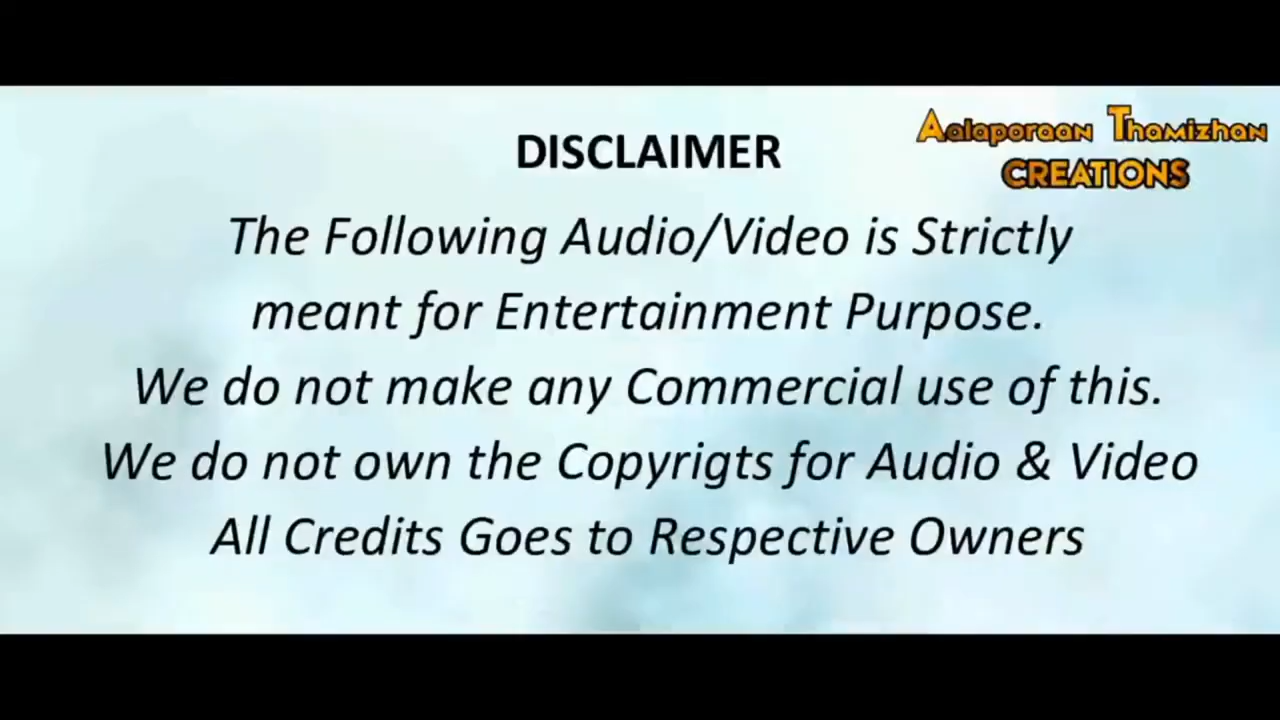 DISCLAIMER
Aalaporaan Thamizhan
CREATIONS
The Following Audio/Video is Strictly
meant for Entertainment Purpose.
We do not make any Commercial use of this.
We do not own the Copyrigts for Audio & Video
All Credits Goes to Respective Owners